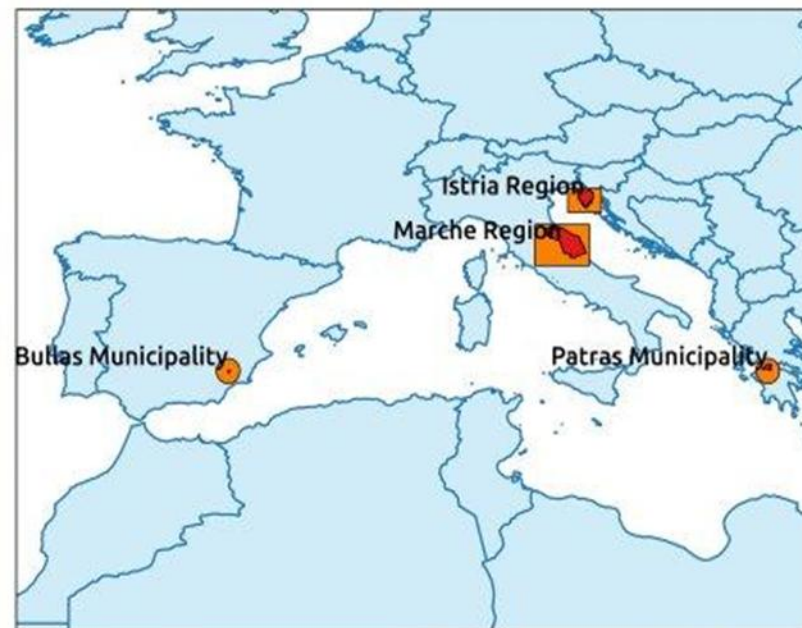 Istria Region
Marche Region
Bullas Municipality
Patras Municipality